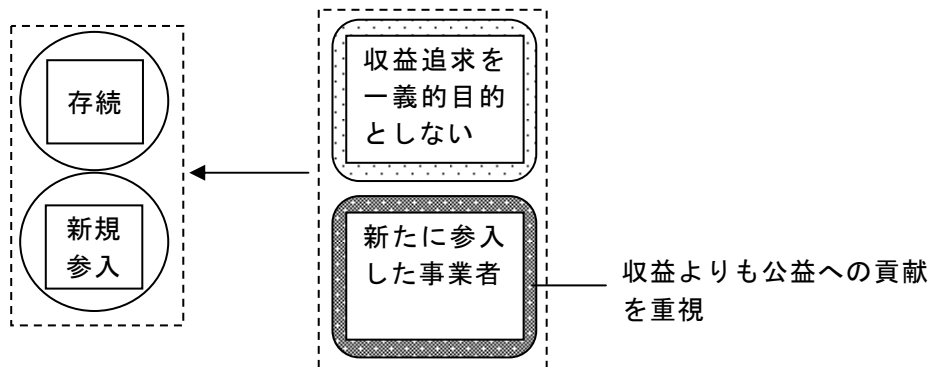 存続
新規
参入
収益追求を
一義的目的
としない
新たに参入
した事業者
収益よりも公益への貢献
を重視